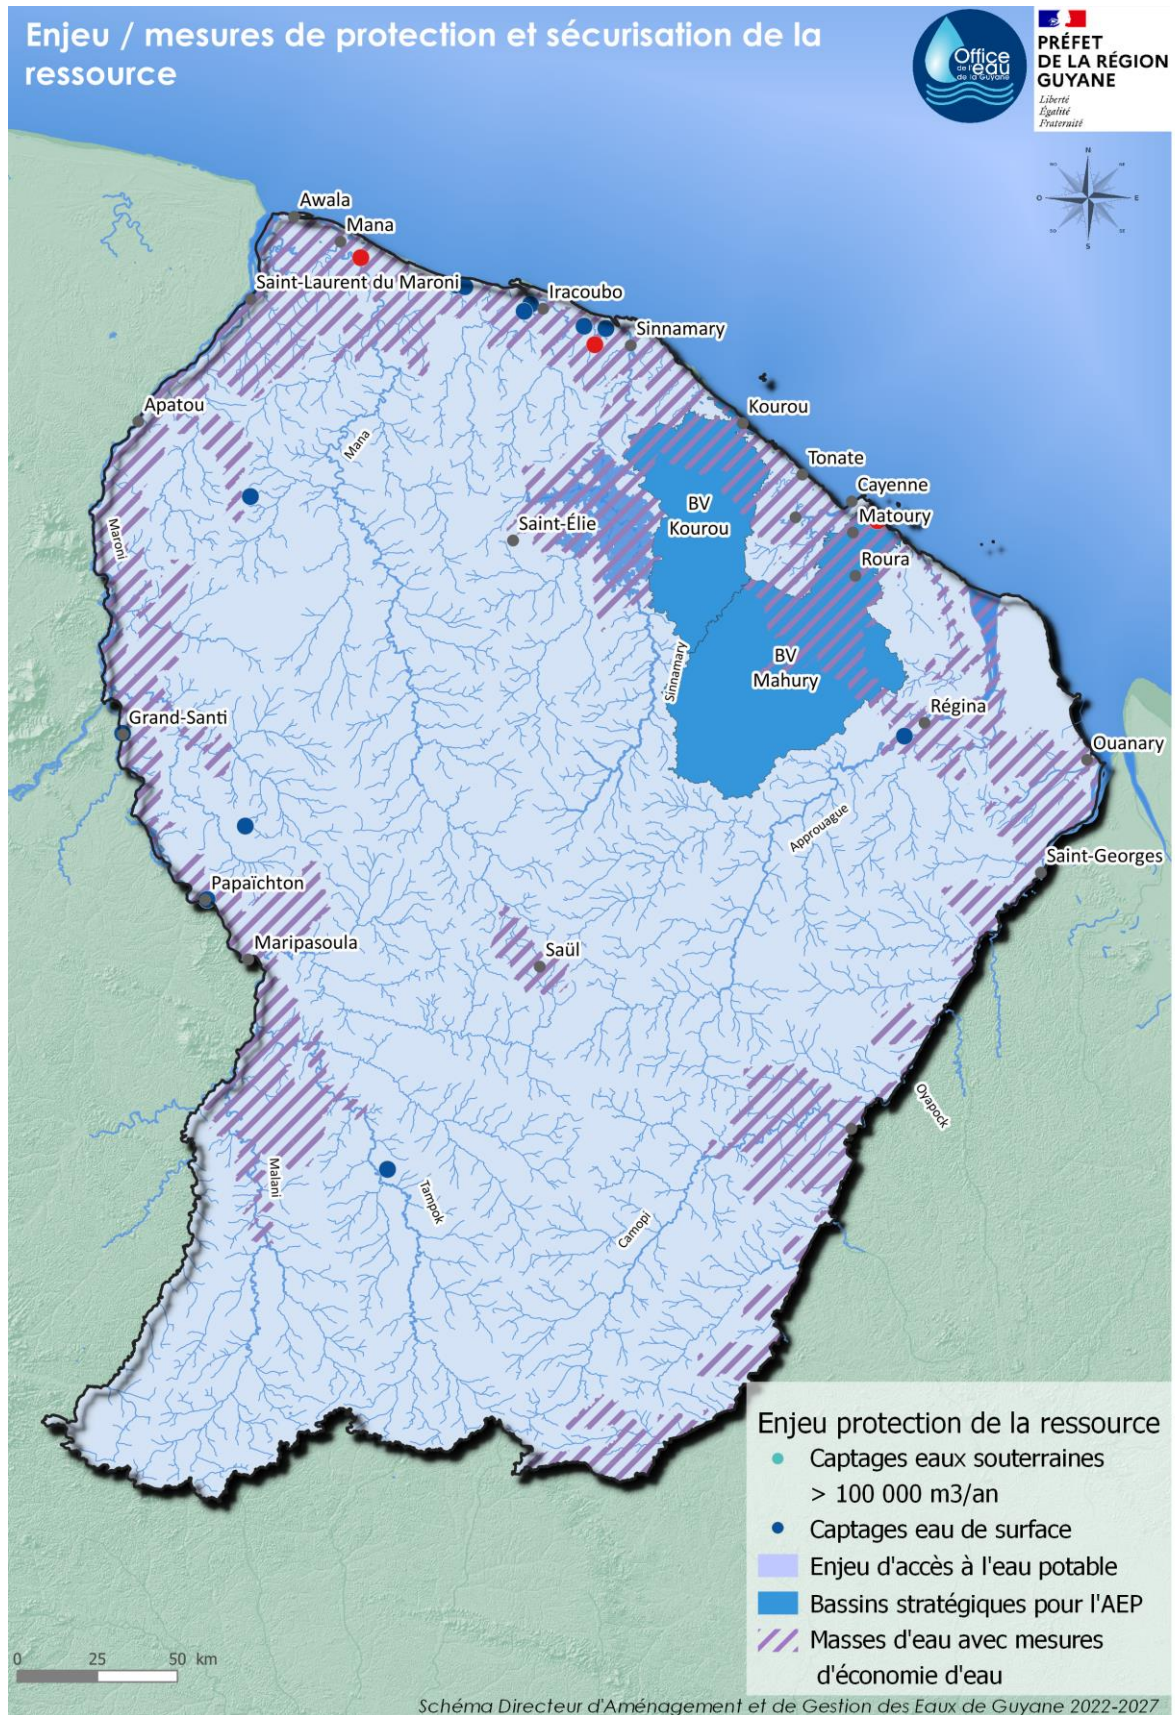 Enjeu / mesures de protection et sécurisation de la
ressource
Office
de l'eau
de la Guyane
PRÉFET
DE LA RÉGION
GUYANE
Liberté
Égalité
Fraternité
N
NO
NE
O
E
SO
SE
S
Awala
Mana
Saint-Laurent du Maroni
Iracoubo
Sinnamary
Apatou
Mana
Kourou
Tonate
Cayenne
BV
Kourou
Matoury
Saint-Élie
Maroni
Roura
Sinnamary
BV
Mahury
Régina
Grand-Santi
Ouanary
Approuague
Saint-Georges
Papaïchton
Maripasoula
Saül
Oyapock
Malani
Tampok
Camopi
Enjeu protection de la ressource
Captages eaux souterraines
> 100 000 m3/an
Captages eau de surface
Enjeu d'accès à l'eau potable
Bassins stratégiques pour l'AEP
Masses d'eau avec mesures
d'économie d'eau
0 25 50 km
Schéma Directeur d'Aménagement et de Gestion des Eaux de Guyane 2022-2027